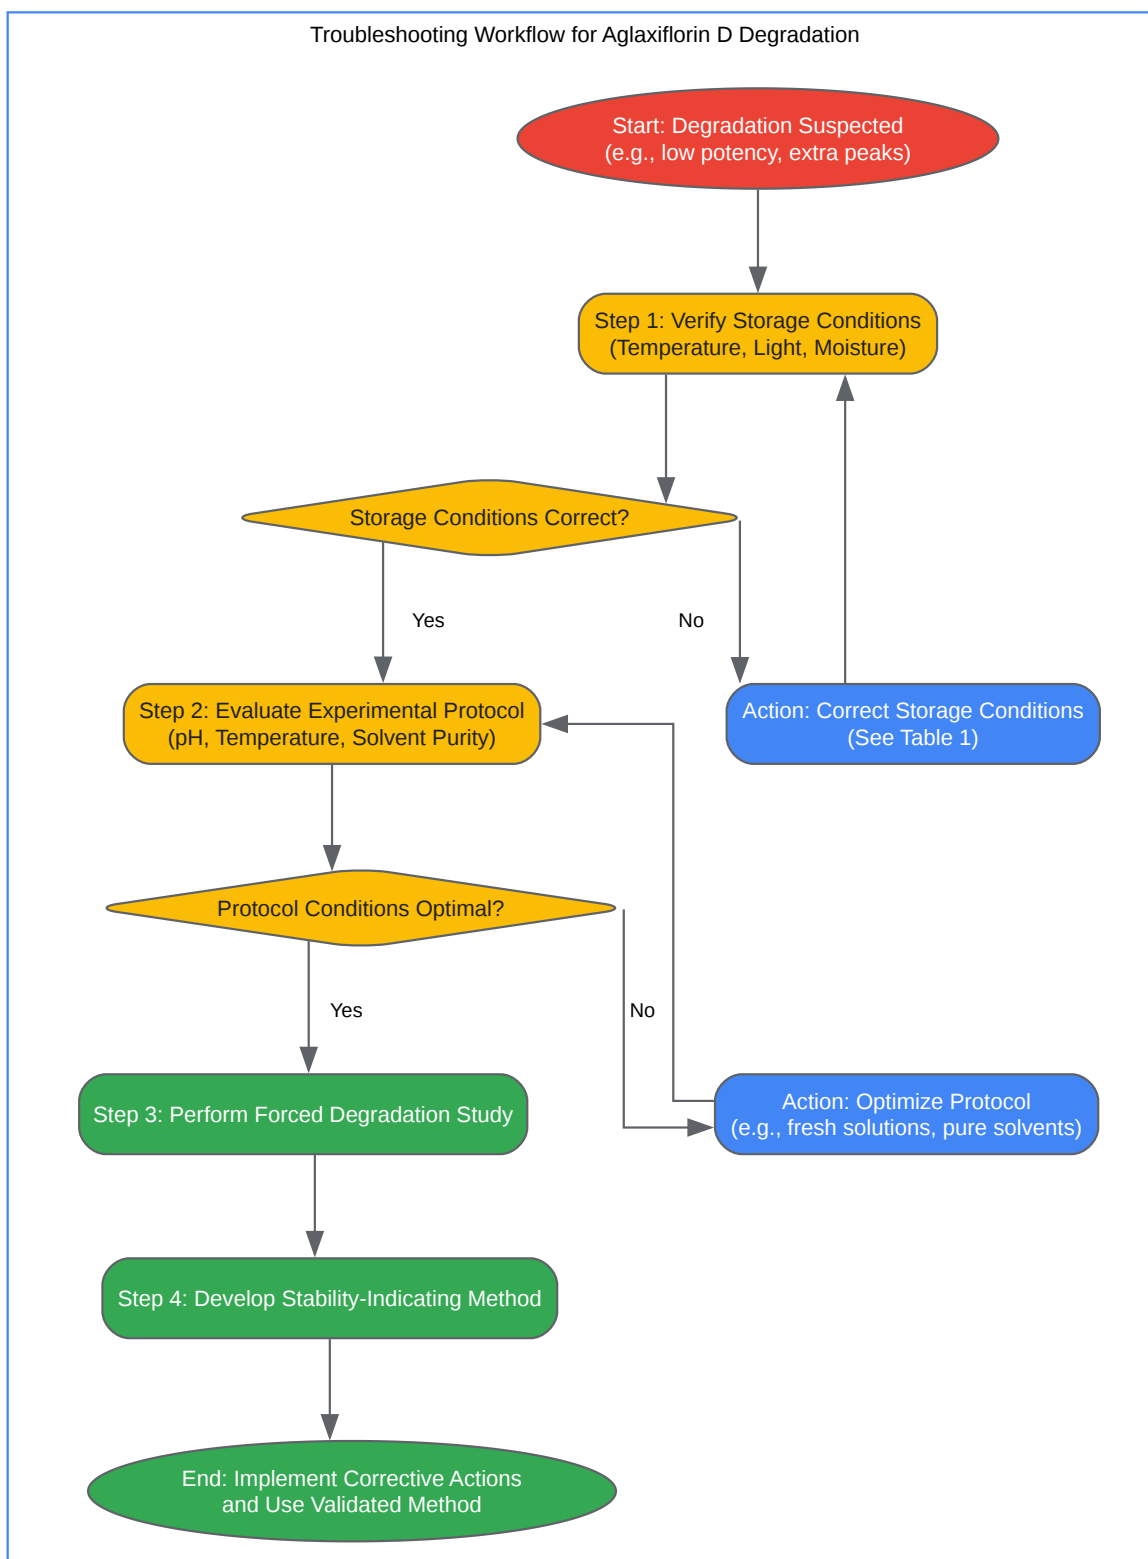 Troubleshooting Workflow for Aglaxiflorin D Degradation
Start: Degradation Suspected
(e.g., low potency, extra peaks)
Step 1: Verify Storage Conditions
(Temperature, Light, Moisture)
Storage Conditions Correct?
Yes
No
Step 2: Evaluate Experimental Protocol
(pH, Temperature, Solvent Purity)
Action: Correct Storage Conditions
(See Table 1)
Protocol Conditions Optimal?
Yes
No
Step 3: Perform Forced Degradation Study
Action: Optimize Protocol
(e.g., fresh solutions, pure solvents)
Step 4: Develop Stability-Indicating Method
End: Implement Corrective Actions
and Use Validated Method